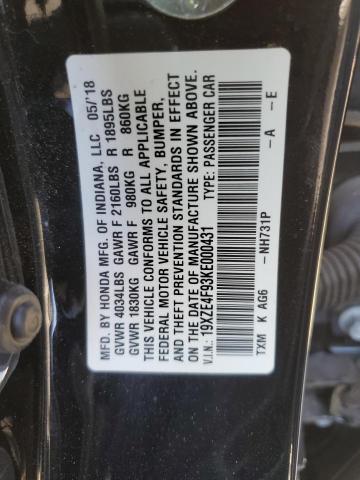 MFD. BY HONDA MFG. OF INDIANA, LLC 05/'18
GVWR 4034LBS GAWR F 2160LBS R 1895LBS
GVWR 1830KG GAWR F 980KG R 860KG
THIS VEHICLE CONFORMS TO ALL APPLICABLE
FEDERAL MOTOR VEHICLE SAFETY, BUMPER,
AND THEFT PREVENTION STANDARDS IN EFFECT
ON THE DATE OF MANUFACTURE SHOWN ABOVE.
V.I.N.: 19XZE4F93KE000431 TYPE: PASSENGER CAR
TXM K AG6 -NH731P -A -E